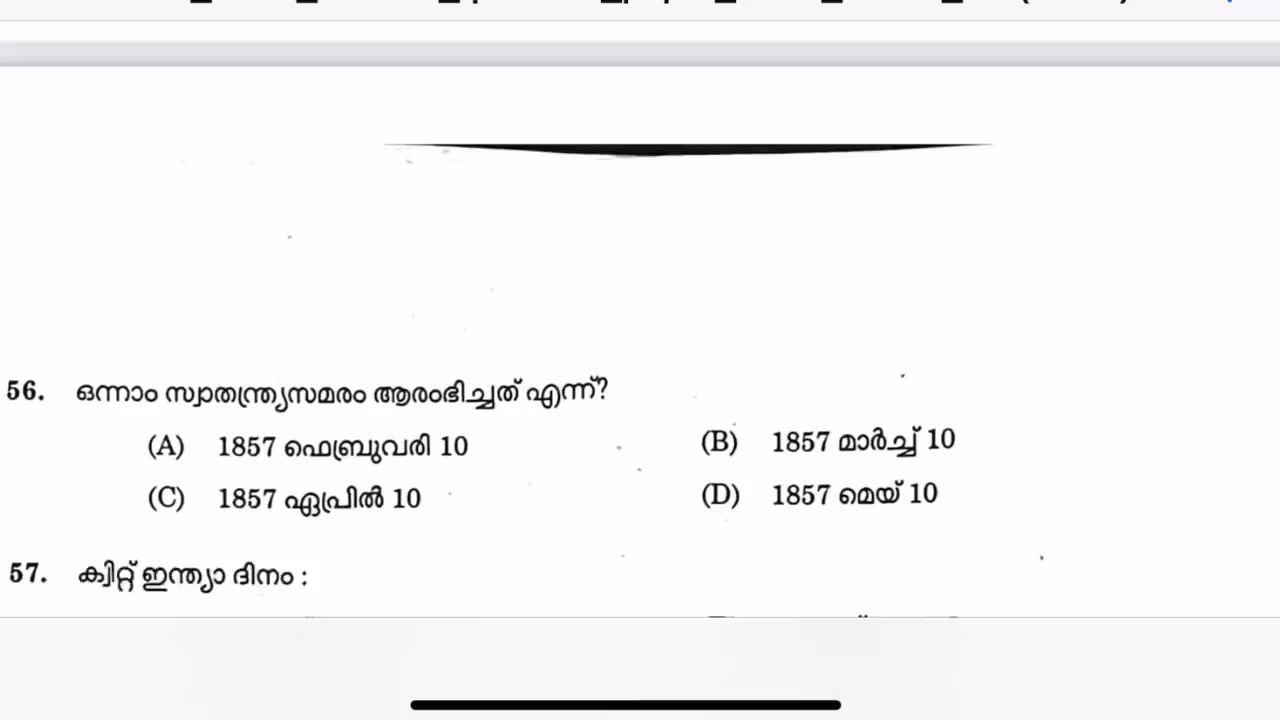 56. ഒന്നാം സ്വാതന്ത്ര്യസമരം ആരംഭിച്ചത് എന്ന്?
(A) 1857 ഫെബ്രുവരി 10 (B) 1857 മാർച്ച് 10
(C) 1857 ഏപ്രിൽ 10 (D) 1857 മെയ് 10
57. ക്വിറ്റ് ഇന്ത്യാ ദിനം :